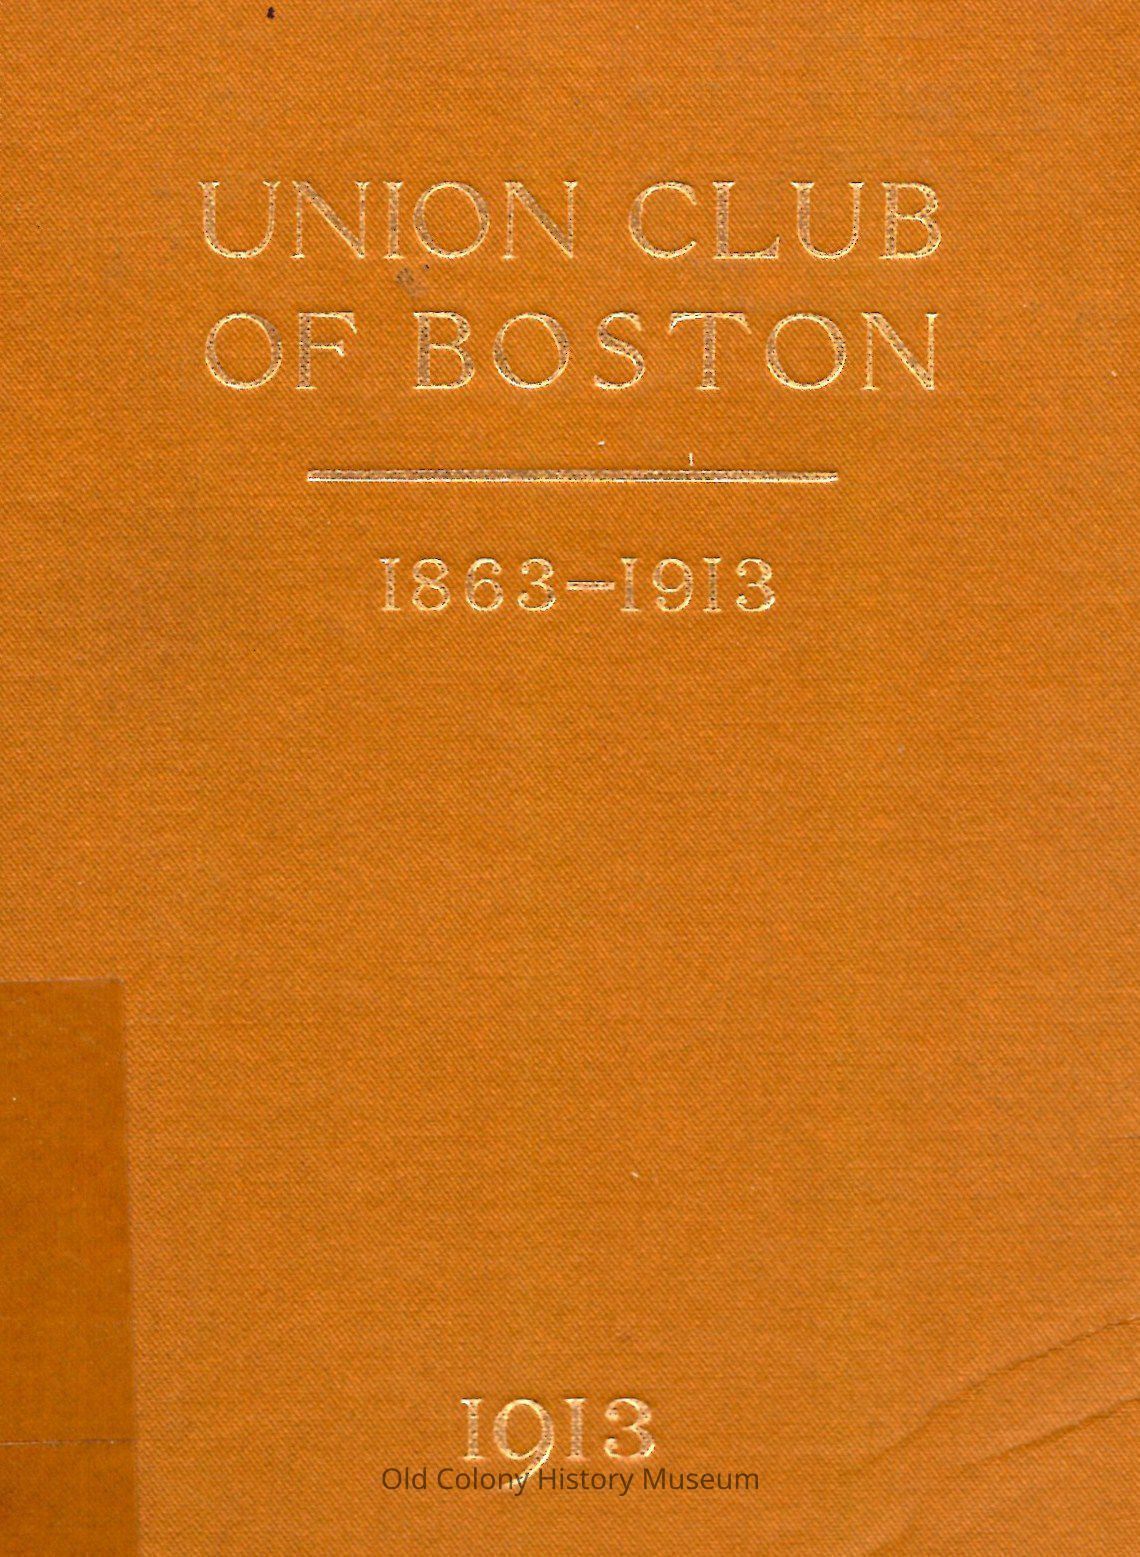 UNION CLUB
OF BOSTON
1863–1913
1913
Old Colony History Museum